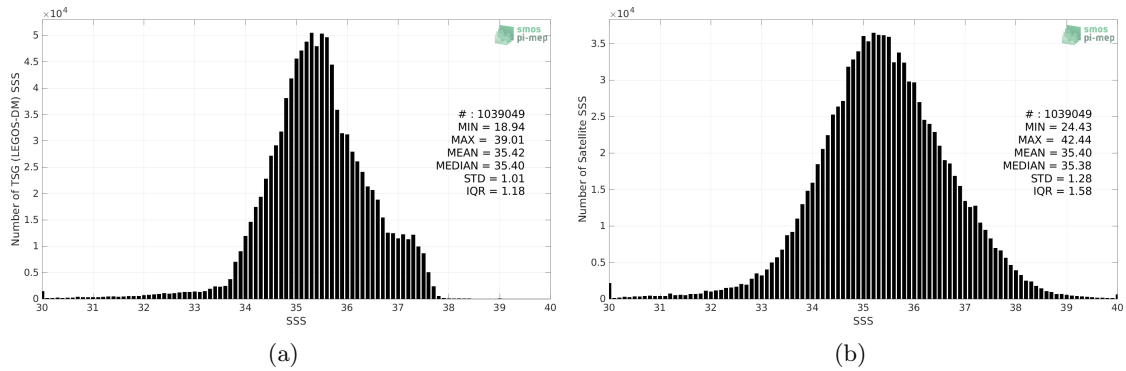 ×10⁴
5
4.5
4
3.5
3
2.5
2
1.5
1
0.5
0
Number of TSG (LEGOS-DM) SSS
30 31 32 33 34 35 36 37 38 39 40
SSS
smos
pi-mep
# : 1039049
MIN = 18.94
MAX = 39.01
MEAN = 35.42
MEDIAN = 35.40
STD = 1.01
IQR = 1.18
(a)
×10⁴
3.5
3
2.5
2
1.5
1
0.5
0
Number of Satellite SSS
30 31 32 33 34 35 36 37 38 39 40
SSS
smos
pi-mep
# : 1039049
MIN = 24.43
MAX = 42.44
MEAN = 35.40
MEDIAN = 35.38
STD = 1.28
IQR = 1.58
(b)